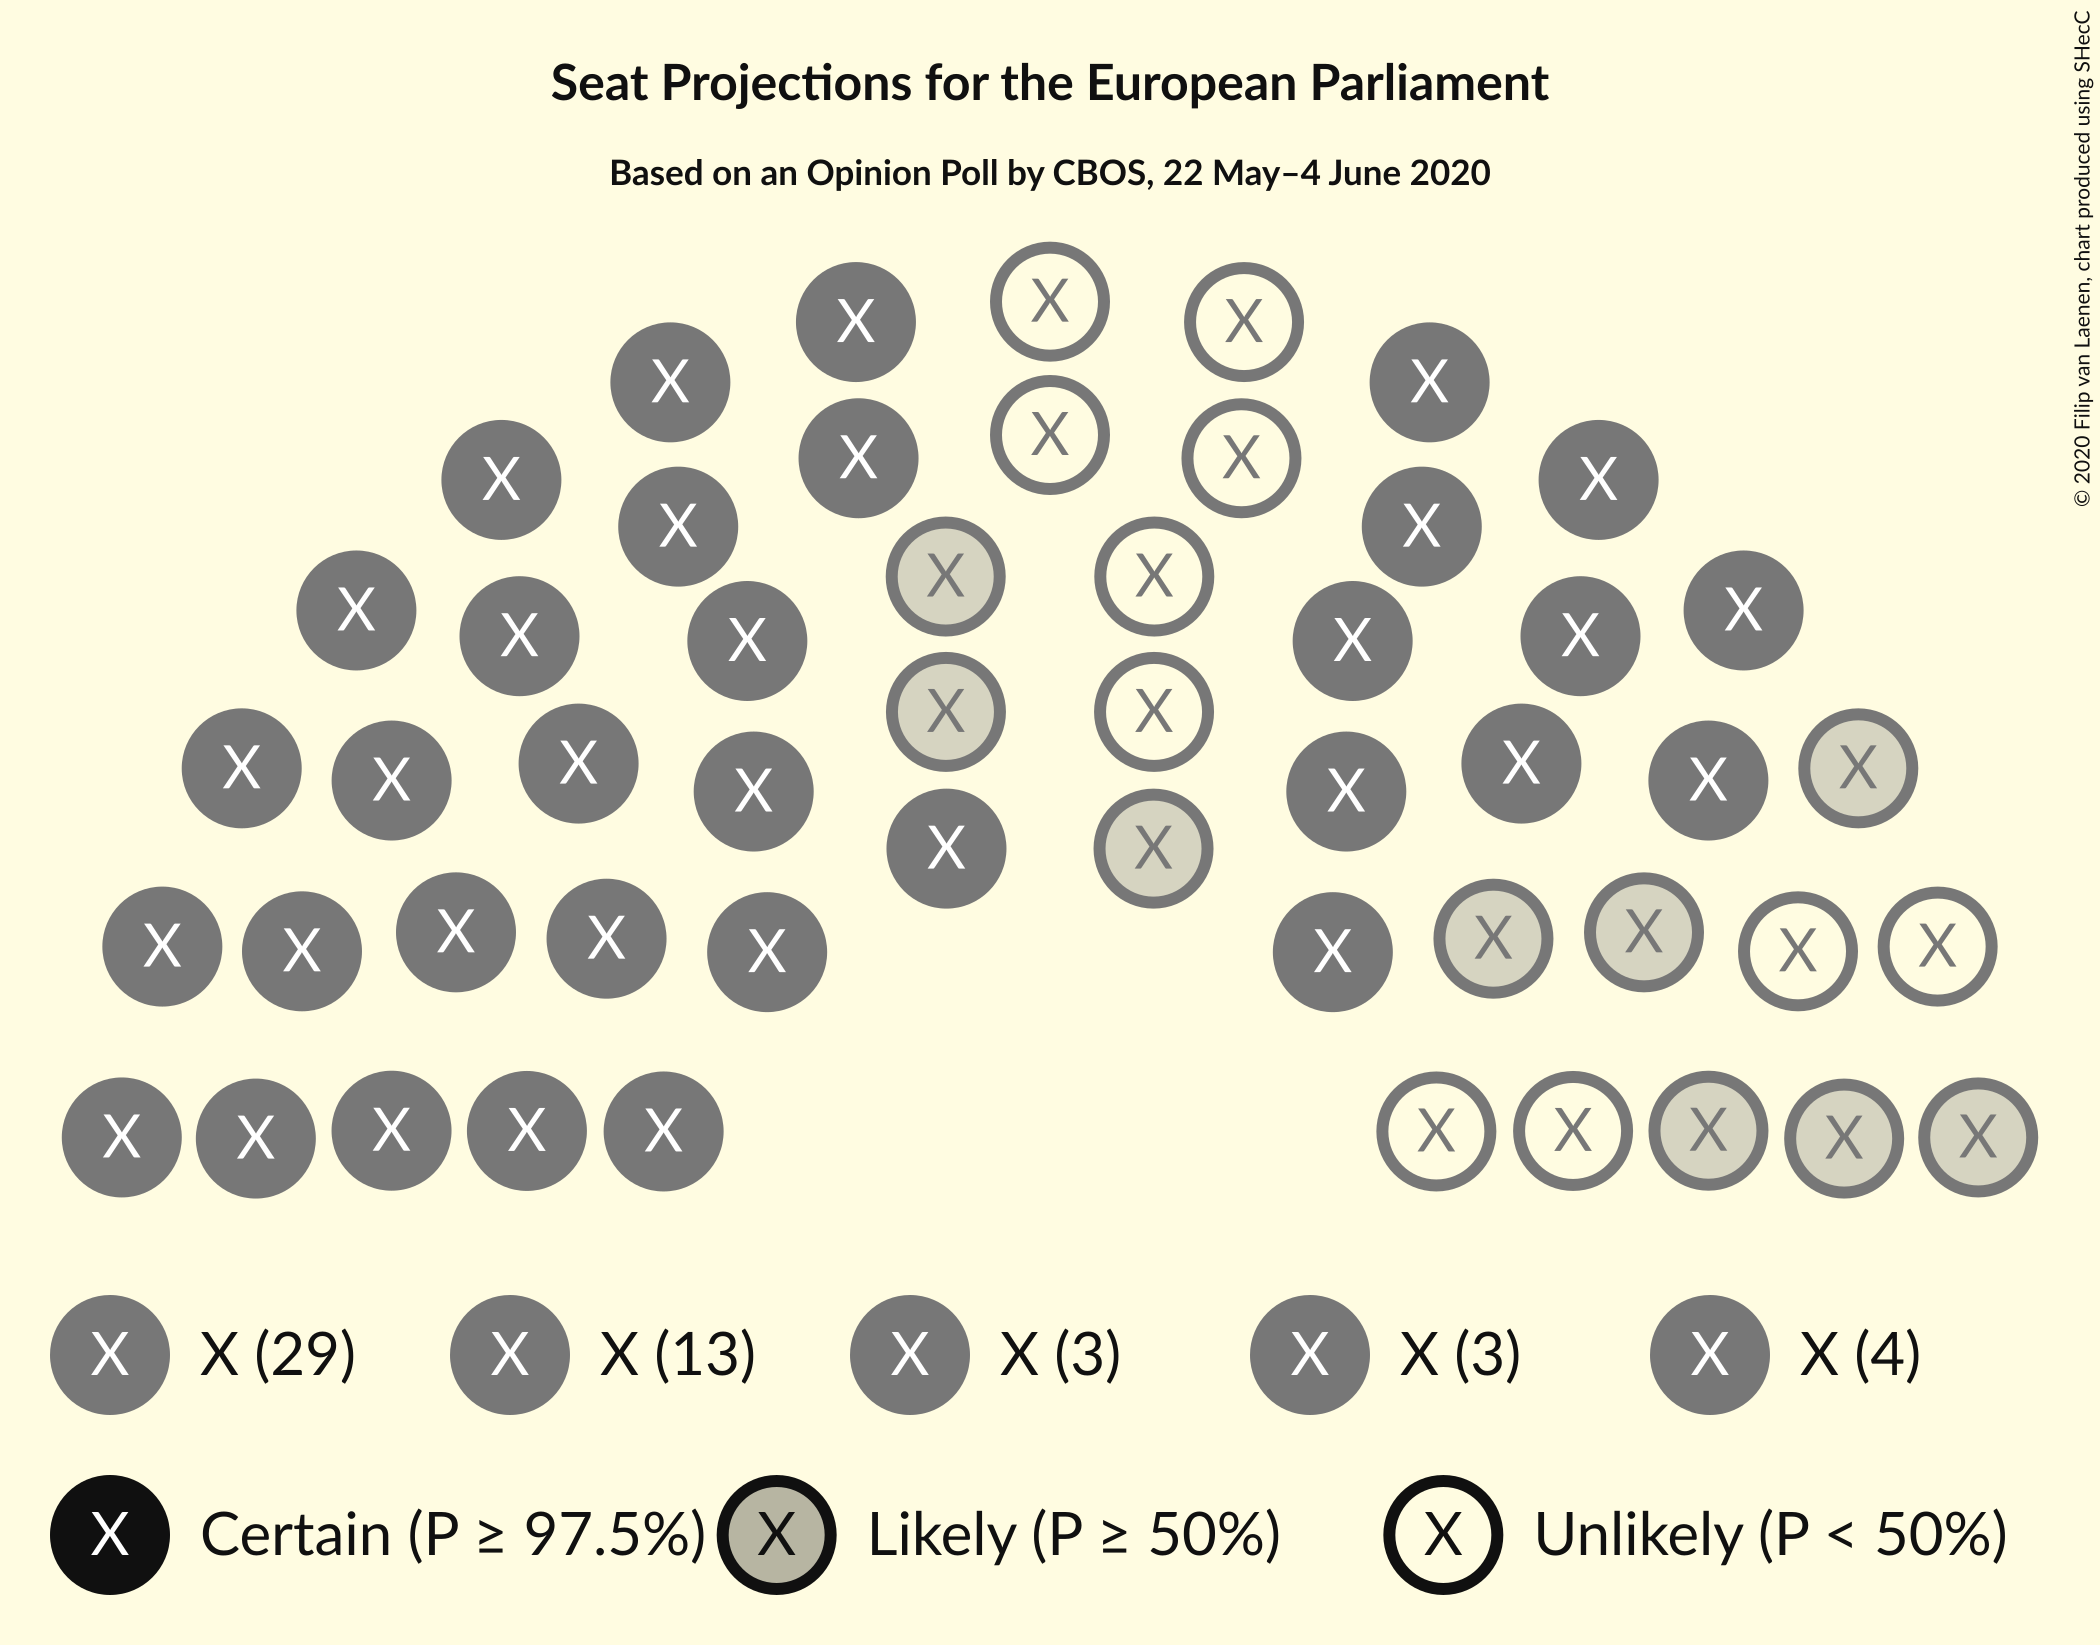 Seat Projections for the European Parliament
Based on an Opinion Poll by CBOS, 22 May–4 June 2020
© 2020 Filip van Laenen, chart produced using SHecC
X X X
X X
X X X
X X
X X X
X X
X X X X
X X
X X X X
X X
X X X X
X X
X X
X X X X
X X
X X X X
X X
X X X X
X X
X X X X X X X X X X
X X (29) X X (13) X X (3) X X (3) X X (4)
X Certain (P ≥ 97.5%) X Likely (P ≥ 50%) X Unlikely (P < 50%)